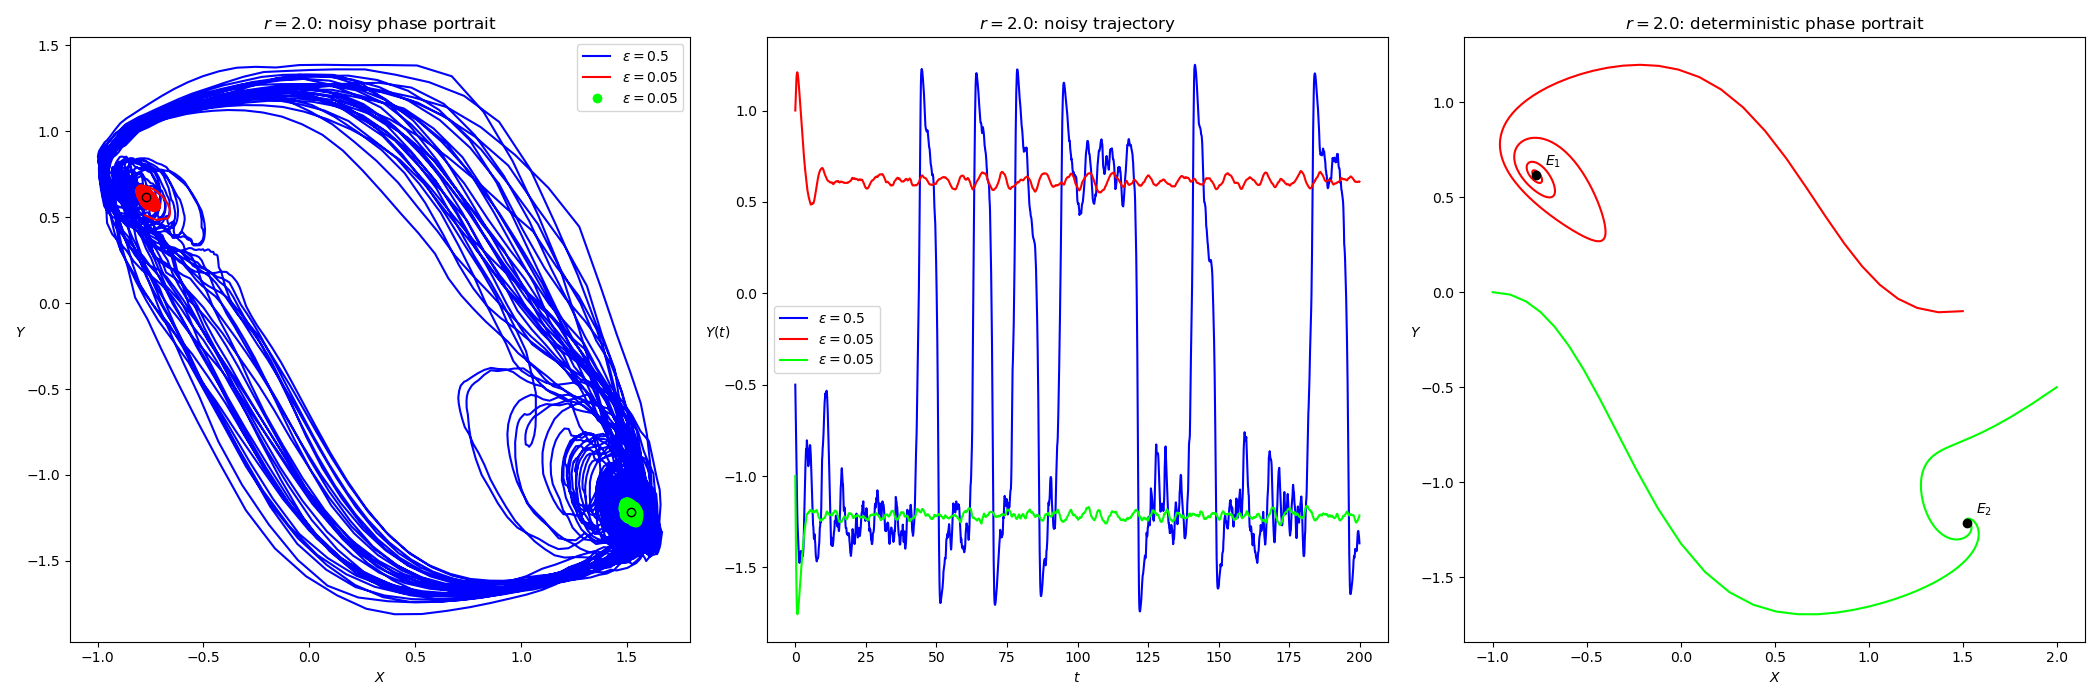 r = 2.0: noisy phase portrait
1.5
1.0
0.5
0.0
−0.5
−1.0
−1.5
Y
−1.0 −0.5 0.0 0.5 1.0 1.5
X
ε = 0.5
ε = 0.05
ε = 0.05
r = 2.0: noisy trajectory
1.0
0.5
0.0
−0.5
−1.0
−1.5
Y(t)
0 25 50 75 100 125 150 175 200
t
ε = 0.5
ε = 0.05
ε = 0.05
r = 2.0: deterministic phase portrait
1.0
0.5
0.0
−0.5
−1.0
−1.5
Y
−1.0 −0.5 0.0 0.5 1.0 1.5 2.0
X
E₁
E₂